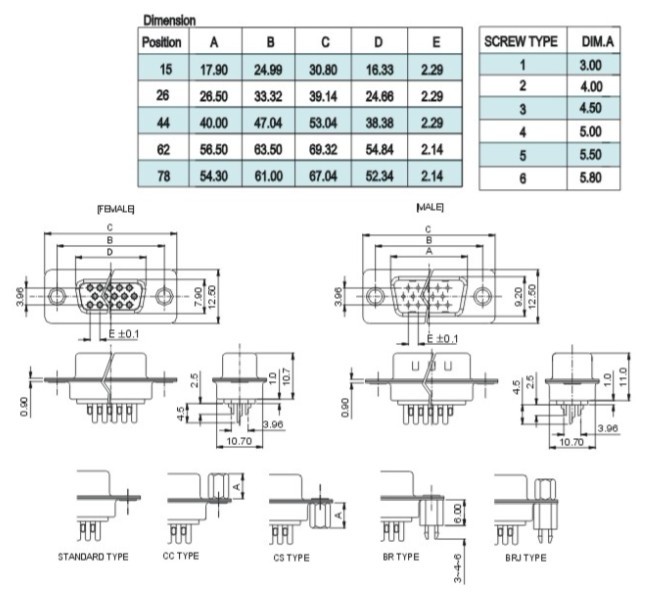 Dimension
Position A B C D E
15 17.90 24.99 30.80 16.33 2.29
26 26.50 33.32 39.14 24.66 2.29
44 40.00 47.04 53.04 38.38 2.29
62 56.50 63.50 69.32 54.84 2.14
78 54.30 61.00 67.04 52.34 2.14
SCREW TYPE DIM.A
1 3.00
2 4.00
3 4.50
4 5.00
5 5.50
6 5.80
[FEMALE]
C
B
D
3.96
7.90
12.50
E ±0.1
[MALE]
C
B
A
3.96
9.20
12.50
E ±0.1
0.90
2.5
4.5
1.0
10.7
3.96
10.70
0.90
4.5
2.5
1.0
11.0
3.96
10.70
A
A
6.00
3~4~6
STANDARD TYPE
CC TYPE
CS TYPE
BR TYPE
BRJ TYPE